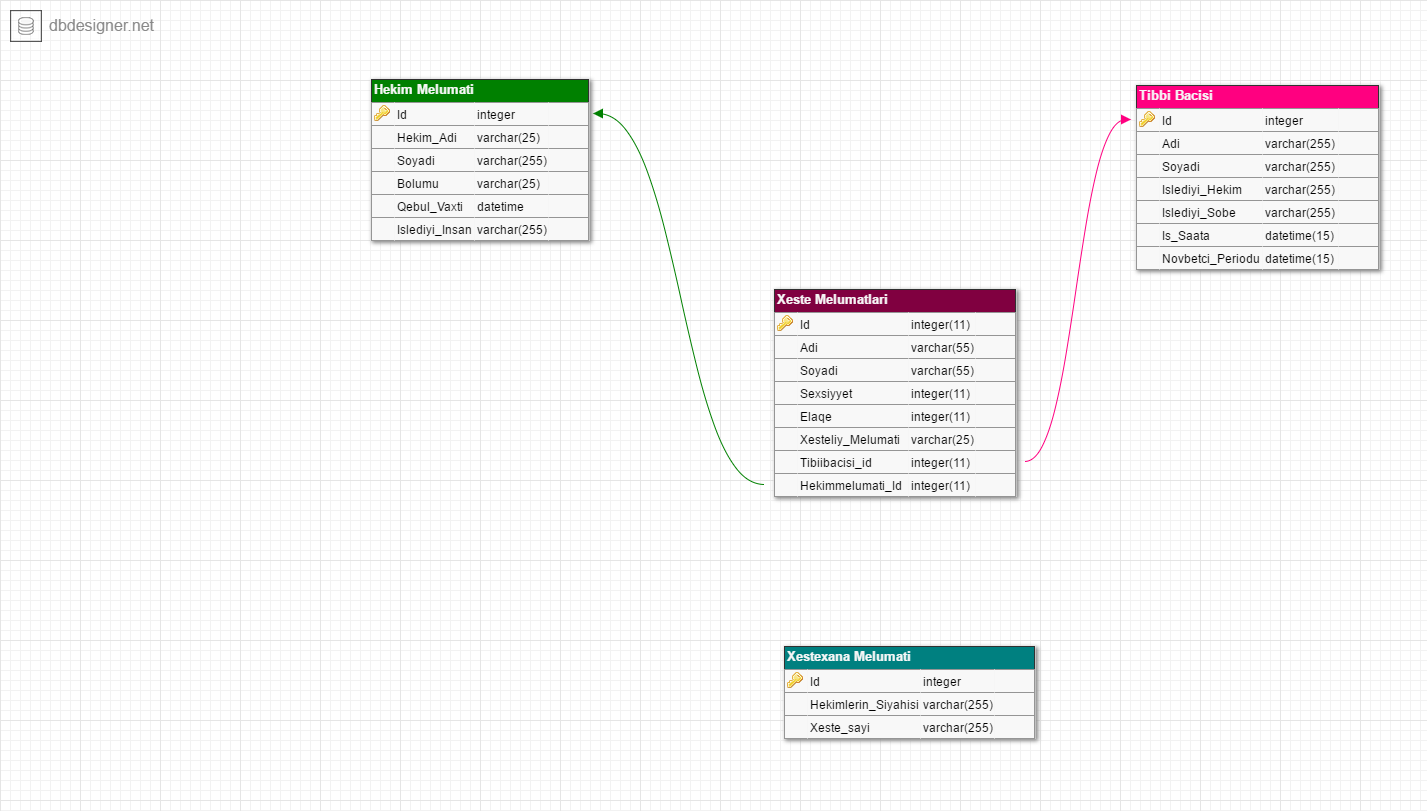 dbdesigner.net
Hekim Melumati
Id integer
Hekim_Adi varchar(25)
Soyadi varchar(255)
Bolumu varchar(25)
Qebul_Vaxti datetime
Islediyi_Insan varchar(255)
Tibbi Bacisi
Id integer
Adi varchar(255)
Soyadi varchar(255)
Islediyi_Hekim varchar(255)
Islediyi_Sobe varchar(255)
Is_Saata datetime(15)
Novbetci_Periodu datetime(15)
Xeste Melumatlari
Id integer(11)
Adi varchar(55)
Soyadi varchar(55)
Sexsiyyet integer(11)
Elaqe integer(11)
Xesteliy_Melumati varchar(25)
Tibiibacisi_id integer(11)
Hekimmelumati_Id integer(11)
Xestexana Melumati
Id integer
Hekimlerin_Siyahisi varchar(255)
Xeste_sayi varchar(255)